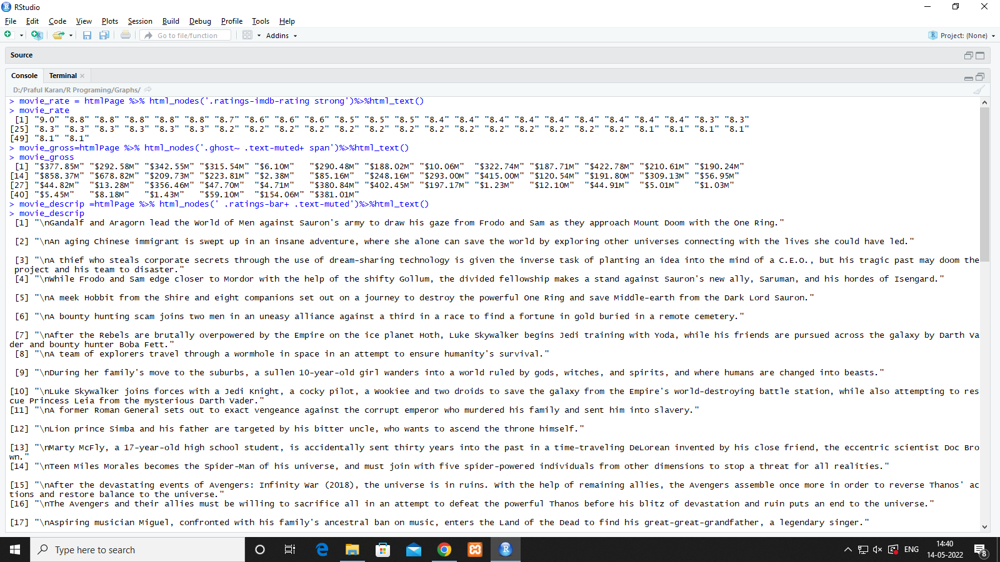 RStudio
File Edit Code View Plots Session Build Debug Profile Tools Help
Go to file/function Addins Project: (None)
Source
Console Terminal
D:/Praful Karan/R Programing/Graphs/
> movie_rate = htmlPage %>% html_nodes('.ratings-imdb-rating strong')%>%html_text()
> movie_rate
[1] "9.0" "8.8" "8.8" "8.8" "8.8" "8.8" "8.7" "8.6" "8.6" "8.6" "8.5" "8.5" "8.5" "8.4" "8.4" "8.4" "8.4" "8.4" "8.4" "8.4" "8.4" "8.4" "8.3" "8.3"
[25] "8.3" "8.3" "8.3" "8.3" "8.3" "8.3" "8.2" "8.2" "8.2" "8.2" "8.2" "8.2" "8.2" "8.2" "8.2" "8.2" "8.2" "8.2" "8.2" "8.2" "8.1" "8.1" "8.1" "8.1"
[49] "8.1" "8.1"
> movie_gross=htmlPage %>% html_nodes('.ghost~ .text-muted+ span')%>%html_text()
> movie_gross
[1] "$377.85M" "$292.58M" "$342.55M" "$315.54M" "$6.10M" "$290.48M" "$188.02M" "$10.06M" "$322.74M" "$187.71M" "$422.78M" "$210.61M" "$190.24M"
[14] "$858.37M" "$678.82M" "$209.73M" "$223.81M" "$2.38M" "$85.16M" "$248.16M" "$293.00M" "$415.00M" "$120.54M" "$191.80M" "$309.13M" "$56.95M"
[27] "$44.82M" "$13.28M" "$356.46M" "$47.70M" "$4.71M" "$380.84M" "$402.45M" "$197.17M" "$1.23M" "$12.10M" "$44.91M" "$5.01M" "$1.03M"
[40] "$5.45M" "$8.18M" "$1.43M" "$59.10M" "$154.06M" "$381.01M"
> movie_descrip =htmlPage %>% html_nodes(' .ratings-bar+ .text-muted')%>%html_text()
> movie_descrip
[1] "\nGandalf and Aragorn lead the World of Men against Sauron's army to draw his gaze from Frodo and Sam as they approach Mount Doom with the One Ring."
[2] "\nAn aging Chinese immigrant is swept up in an insane adventure, where she alone can save the world by exploring other universes connecting with the lives she could have led."
[3] "\nA thief who steals corporate secrets through the use of dream-sharing technology is given the inverse task of planting an idea into the mind of a C.E.O., but his tragic past may doom the
project and his team to disaster."
[4] "\nWhile Frodo and Sam edge closer to Mordor with the help of the shifty Gollum, the divided fellowship makes a stand against Sauron's new ally, Saruman, and his hordes of Isengard."
[5] "\nA meek Hobbit from the Shire and eight companions set out on a journey to destroy the powerful One Ring and save Middle-earth from the Dark Lord Sauron."
[6] "\nA bounty hunting scam joins two men in an uneasy alliance against a third in a race to find a fortune in gold buried in a remote cemetery."
[7] "\nAfter the Rebels are brutally overpowered by the Empire on the ice planet Hoth, Luke Skywalker begins Jedi training with Yoda, while his friends are pursued across the galaxy by Darth Va
der and bounty hunter Boba Fett."
[8] "\nA team of explorers travel through a wormhole in space in an attempt to ensure humanity's survival."
[9] "\nDuring her family's move to the suburbs, a sullen 10-year-old girl wanders into a world ruled by gods, witches, and spirits, and where humans are changed into beasts."
[10] "\nLuke Skywalker joins forces with a Jedi Knight, a cocky pilot, a Wookiee and two droids to save the galaxy from the Empire's world-destroying battle station, while also attempting to res
cue Princess Leia from the mysterious Darth Vader."
[11] "\nA former Roman General sets out to exact vengeance against the corrupt emperor who murdered his family and sent him into slavery."
[12] "\nLion prince Simba and his father are targeted by his bitter uncle, who wants to ascend the throne himself."
[13] "\nMarty McFly, a 17-year-old high school student, is accidentally sent thirty years into the past in a time-traveling DeLorean invented by his close friend, the eccentric scientist Doc Bro
wn."
[14] "\nTeen Miles Morales becomes the Spider-Man of his universe, and must join with five spider-powered individuals from other dimensions to stop a threat for all realities."
[15] "\nAfter the devastating events of Avengers: Infinity War (2018), the universe is in ruins. With the help of remaining allies, the Avengers assemble once more in order to reverse Thanos' ac
tions and restore balance to the universe."
[16] "\nThe Avengers and their allies must be willing to sacrifice all in an attempt to defeat the powerful Thanos before his blitz of devastation and ruin puts an end to the universe."
[17] "\nAspiring musician Miguel, confronted with his family's ancestral ban on music, enters the Land of the Dead to find his great-great-grandfather, a legendary singer."
Type here to search
ENG
14:40
14-05-2022
8